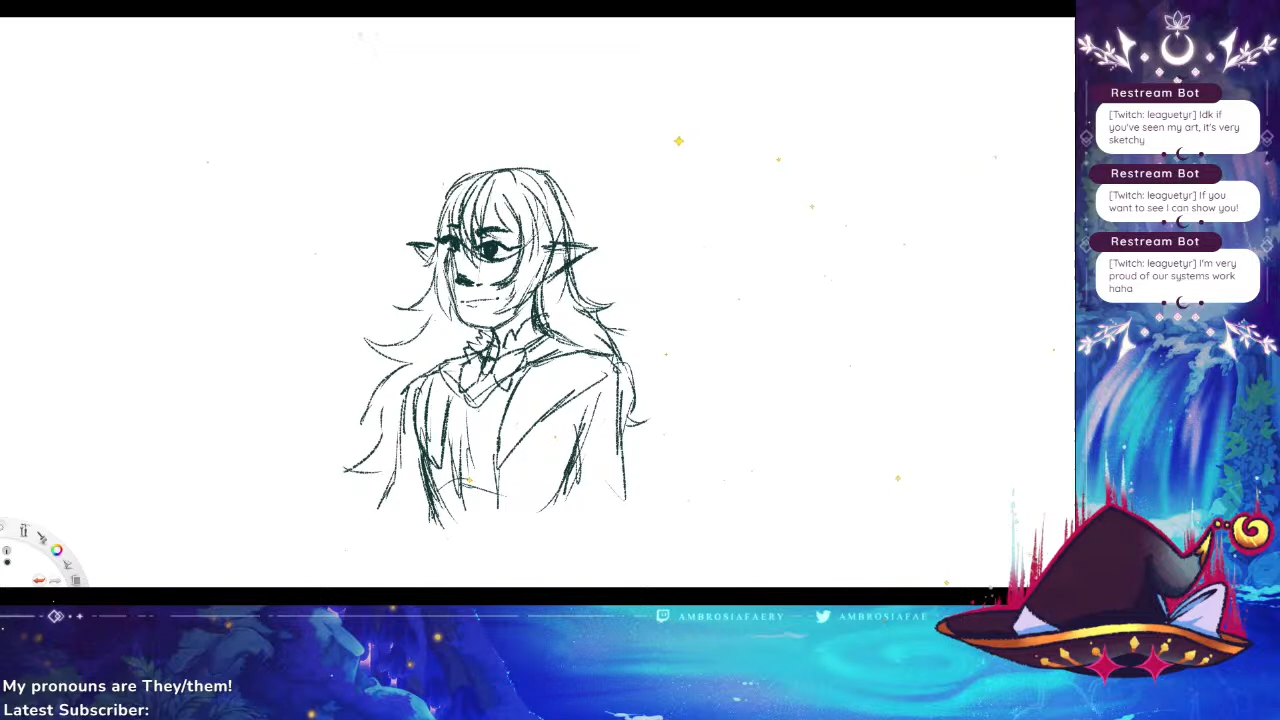 Restream Bot
[Twitch: leaguetyr] Idk if
you've seen my art, it's very
sketchy
Restream Bot
[Twitch: leaguetyr] If you
want to see I can show you!
Restream Bot
[Twitch: leaguetyr] I'm very
proud of our systems work
haha
AMBROSIAFAERY
AMBROSIAFAE
My pronouns are They/them!
Latest Subscriber: